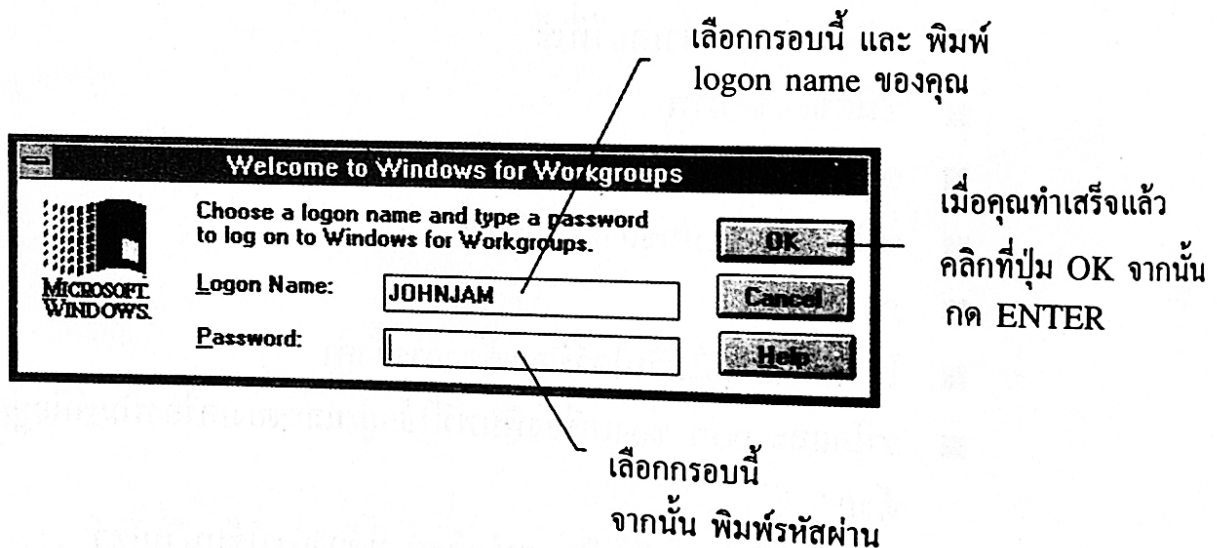 เลือกกรอบนี้ และ พิมพ์
logon name ของคุณ
Welcome to Windows for Workgroups
Choose a logon name and type a password
to log on to Windows for Workgroups.
OK
เมื่อคุณทำเสร็จแล้ว
คลิกที่ปุ่ม OK จากนั้น
กด ENTER
MICROSOFT.
WINDOWS.
Logon Name:
JOHNJAM
Cancel
Password:
Help
เลือกกรอบนี้
จากนั้น พิมพ์รหัสผ่าน